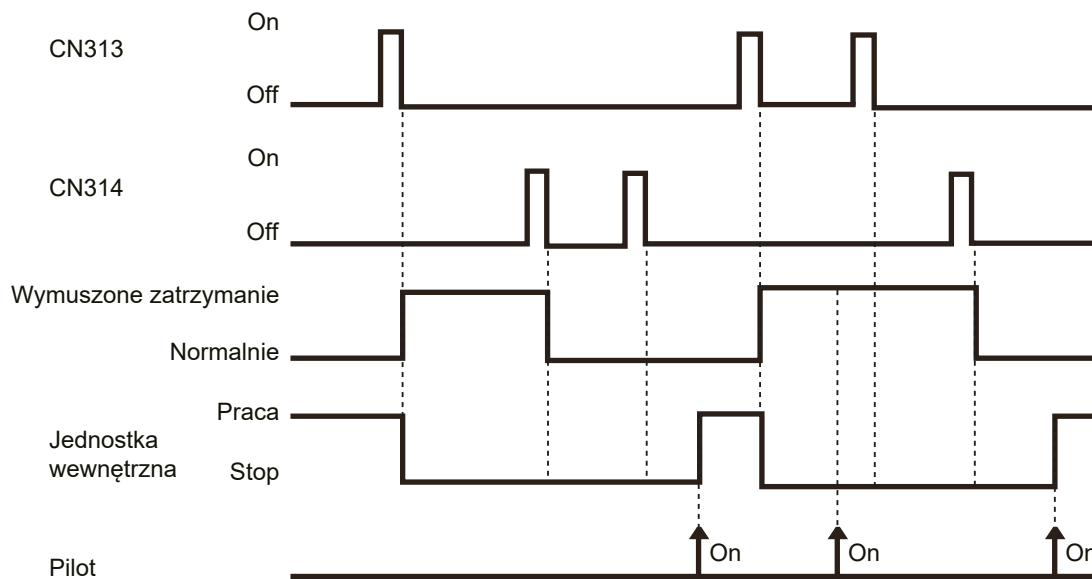 On
CN313
Off
On
CN314
Off
Wymuszone zatrzymanie
Normalnie
Praca
Jednostka
wewnętrzna
Stop
On
On
On
Pilot